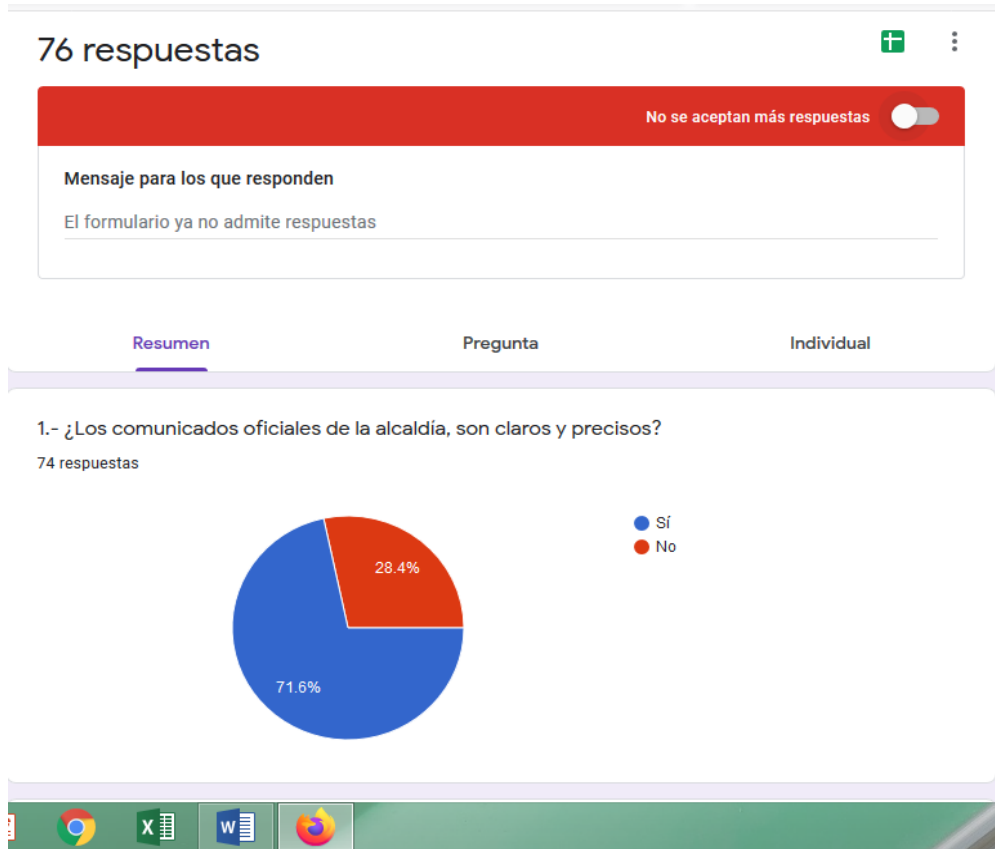 76 respuestas
No se aceptan más respuestas
Mensaje para los que responden
El formulario ya no admite respuestas
Resumen Pregunta Individual
1.- ¿Los comunicados oficiales de la alcaldía, son claros y precisos?
74 respuestas
Sí
No
28.4%
71.6%